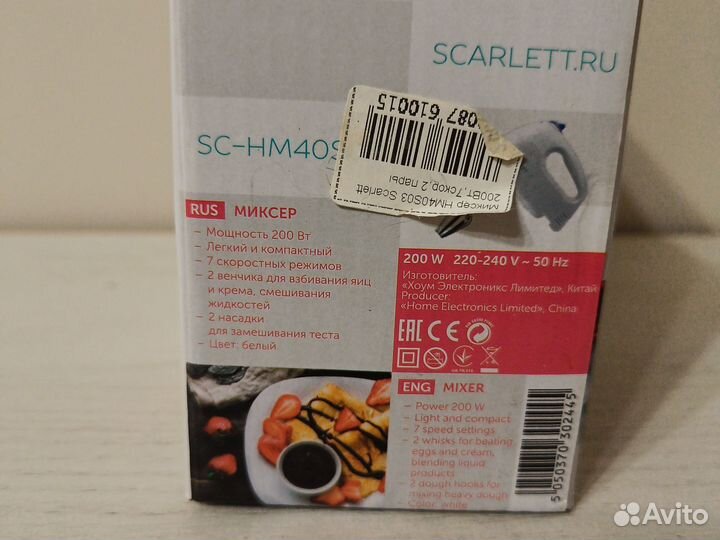 SCARLETT.RU
SC-HM40S
087 610015
Миксер HM40S03 Scarlett
200Вт,7скор,2 пары
RUS МИКСЕР
– Мощность 200 Вт
– Легкий и компактный
– 7 скоростных режимов
– 2 венчика для взбивания яиц
и крема, смешивания
жидкостей
– 2 насадки
для замешивания теста
– Цвет: белый.
200 W 220-240 V ~ 50 Hz
Изготовитель:
«Хоум Электроникс Лимитед», Китай
Producer:
«Home Electronics Limited», China
EAC CE
ENG MIXER
– Power 200 W
– Light and compact
– 7 speed settings
– 2 whisks for beating
eggs and cream,
blending liquid
products
– 2 dough hooks for
mixing heavy dough
Color: white
5 050370 302445
Avito